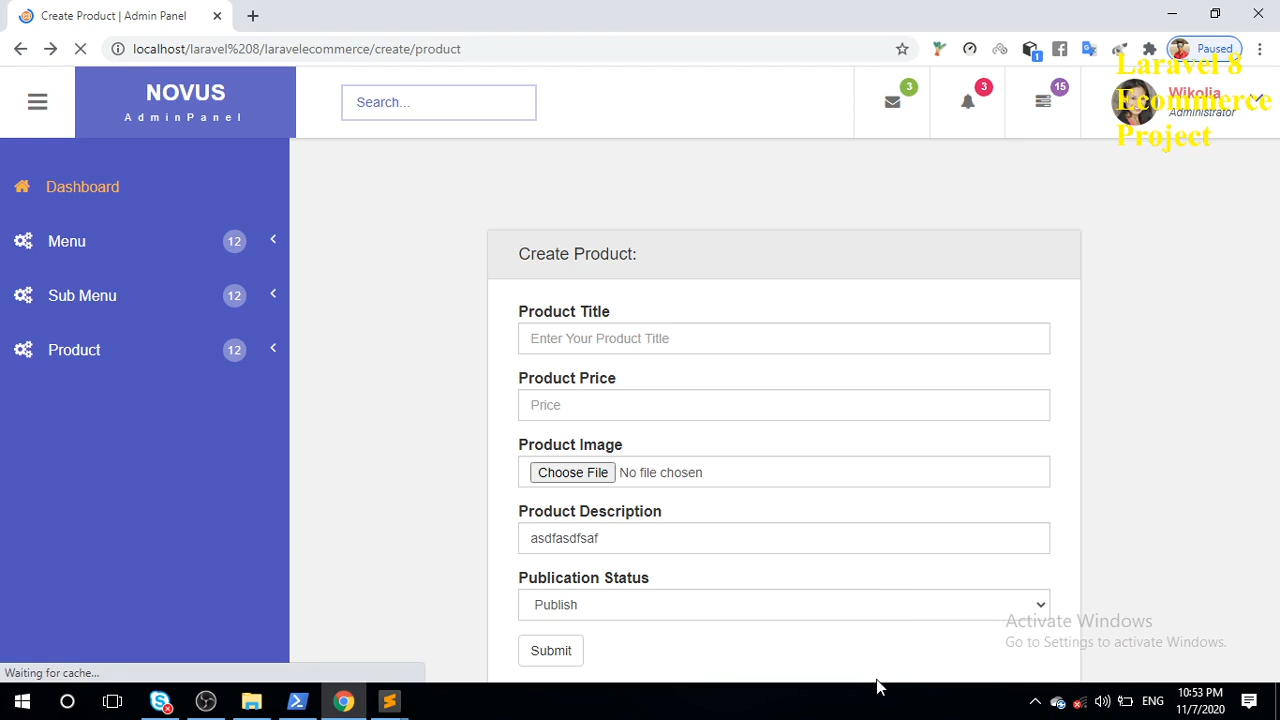 Create Product | Admin Panel
localhost/laravel%208/laravelecommerce/create/product
1
Paused
NOVUS
AdminPanel
Search...
3
3
15
Wikolia
Administrator
Laravel 8
Ecommerce
Project
Dashboard
Menu 12
Sub Menu 12
Product 12
Create Product:
Product Title
Enter Your Product Title
Product Price
Price
Product Image
Choose File No file chosen
Product Description
asdfasdfsaf
Publication Status
Publish
Submit
Activate Windows
Go to Settings to activate Windows.
Waiting for cache...
ENG
10:53 PM
11/7/2020